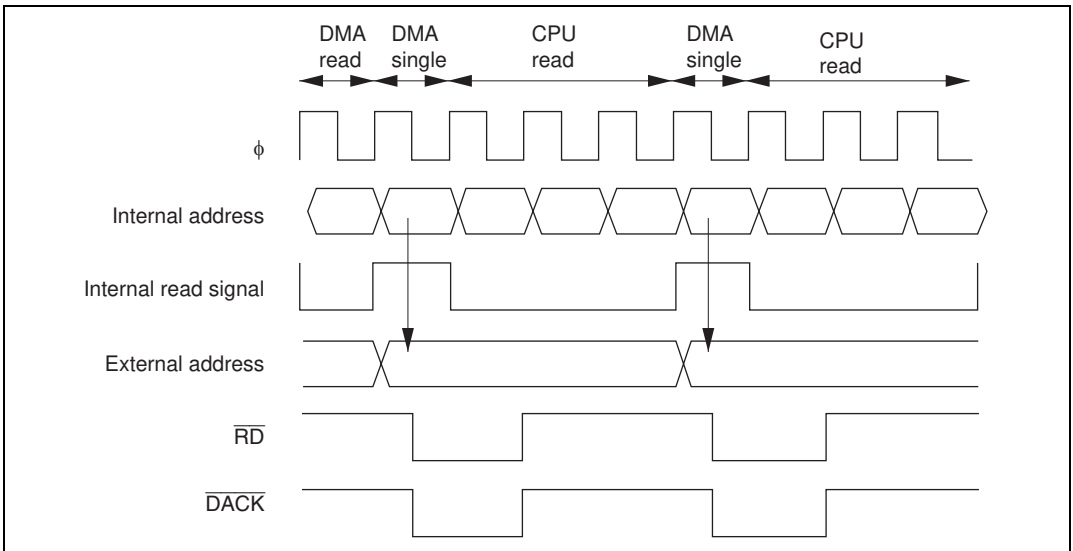 DMA read
DMA single
CPU read
DMA single
CPU read
ϕ
Internal address
Internal read signal
External address
RD
DACK